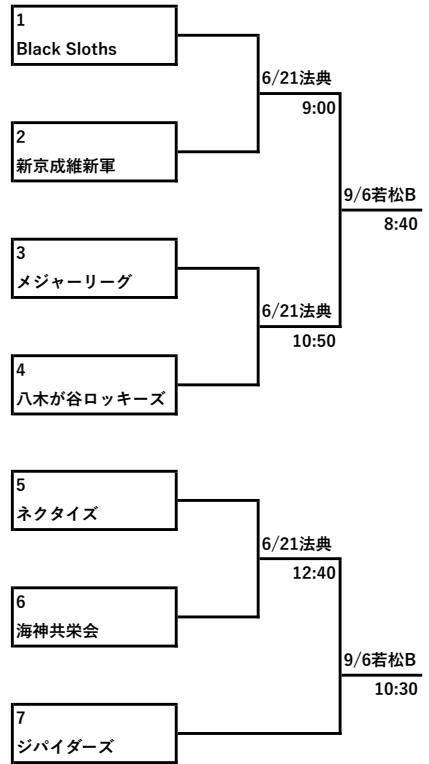 1
Black Sloths
6/21法典
9:00
2
新京成維新軍
9/6若松B
8:40
3
メジャーリーグ
6/21法典
10:50
4
八木が谷ロッキーズ
5
ネクタイズ
6/21法典
12:40
6
海神共栄会
9/6若松B
10:30
7
ジパイダーズ